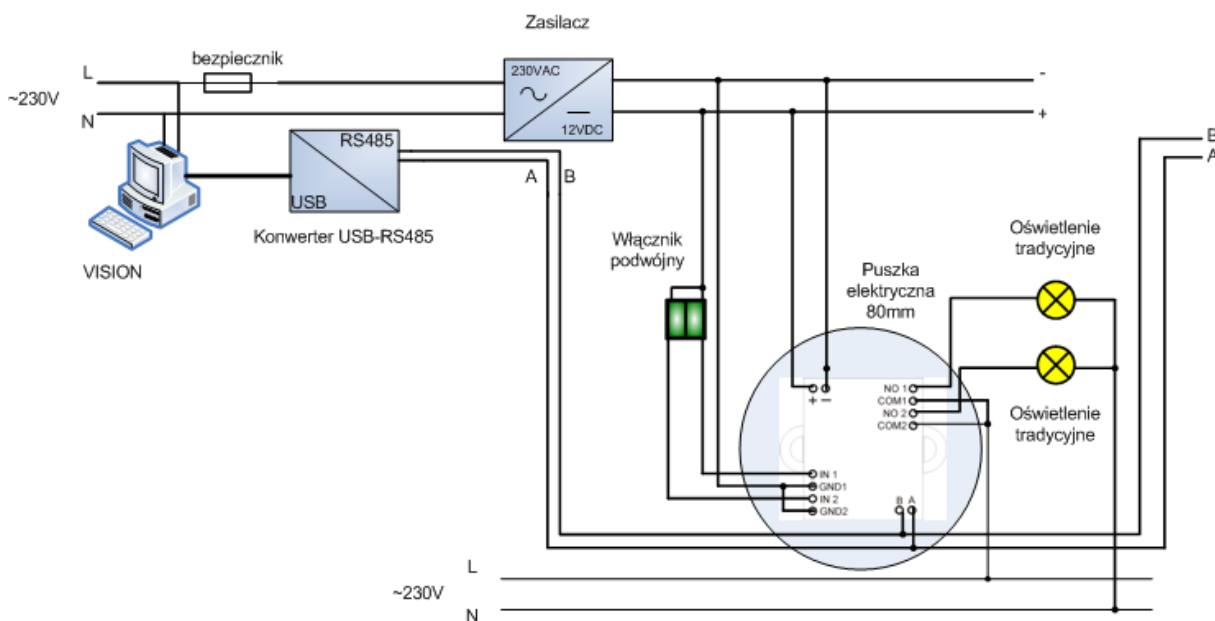 Zasilacz
bezpiecznik
L
~230V
N
230VAC
12VDC
-
+
RS485
USB
A
B
B
A
Konwerter USB-RS485
VISION
Włącznik
podwójny
Puszka
elektryczna
80mm
Oświetlenie
tradycyjne
Oświetlenie
tradycyjne
+ −
NO 1
COM1
NO 2
COM2
IN 1
GND1
IN 2
GND2
B A
L
~230V
N